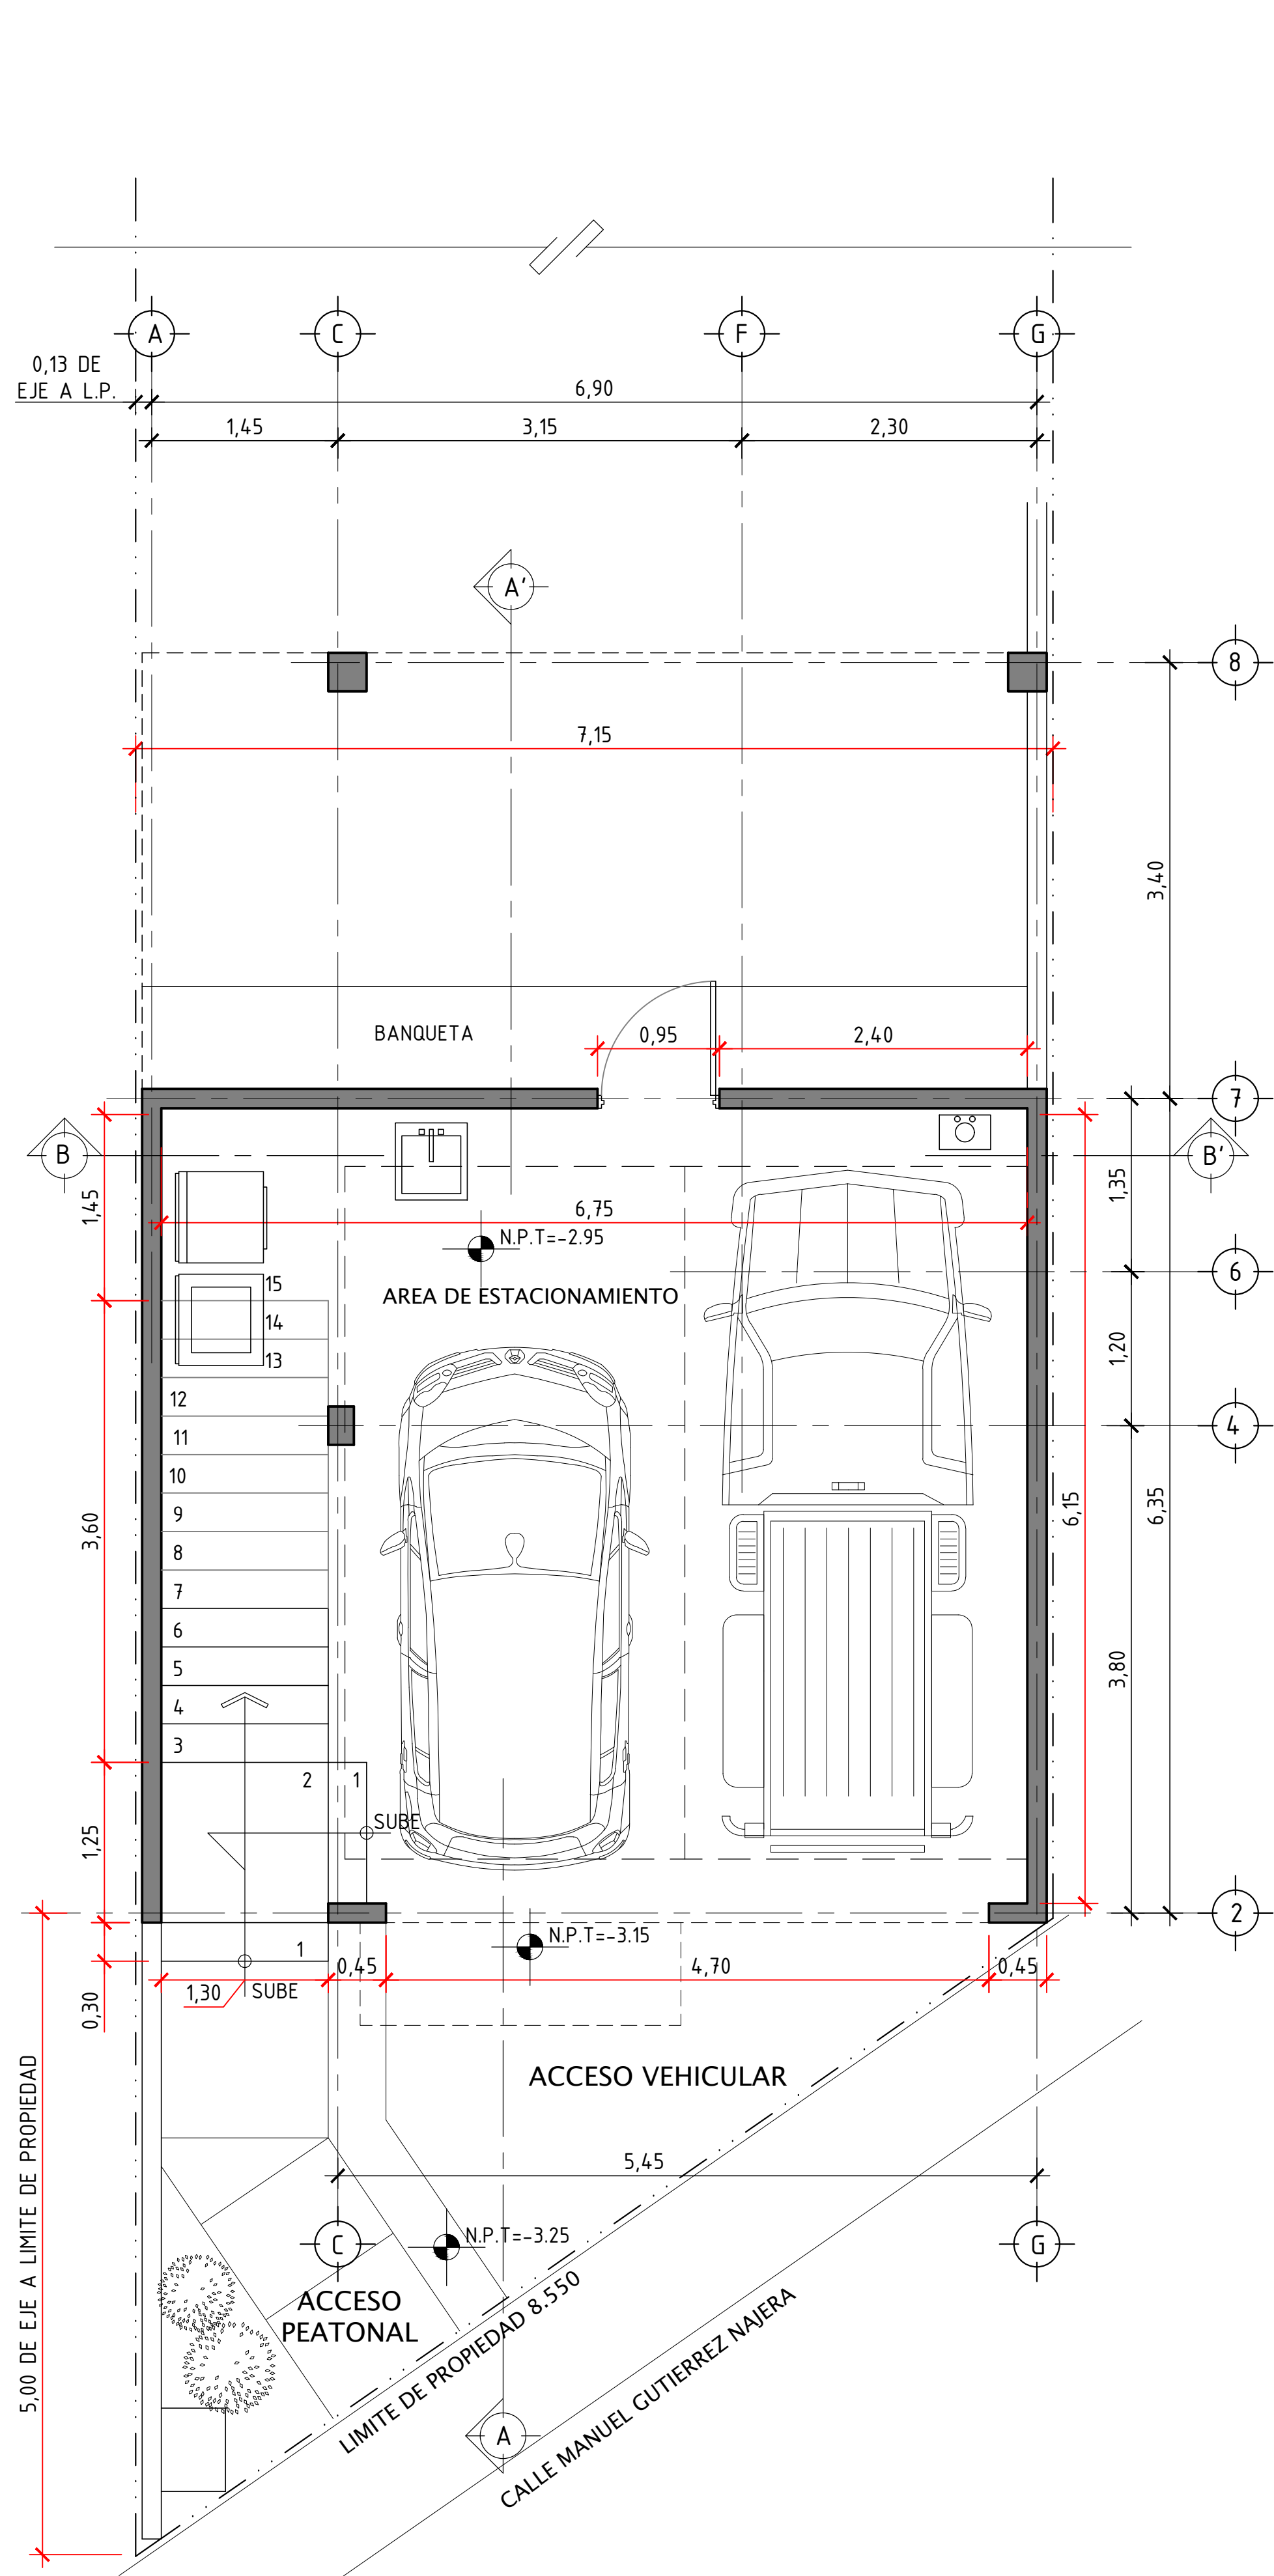 A
C
F
G
0,13 DE
EJE A L.P.
6,90
1,45
3,15
2,30
A'
8
7,15
3,40
BANQUETA
0,95
2,40
7
B
B'
1,45
1,35
6,75
N.P.T=-2.95
6
AREA DE ESTACIONAMIENTO
15
14
13
1,20
12
11
4
10
9
3,60
6,15
6,35
8
7
6
5
3,80
4
3
2
1
SUBE
1,25
2
N.P.T=-3.15
1
0,45
4,70
0,45
1,30
SUBE
0,30
ACCESO VEHICULAR
5,00 DE EJE A LIMITE DE PROPIEDAD
5,45
C
N.P.T=-3.25
G
ACCESO
PEATONAL
LIMITE DE PROPIEDAD 8.550
CALLE MANUEL GUTIERREZ NAJERA
A